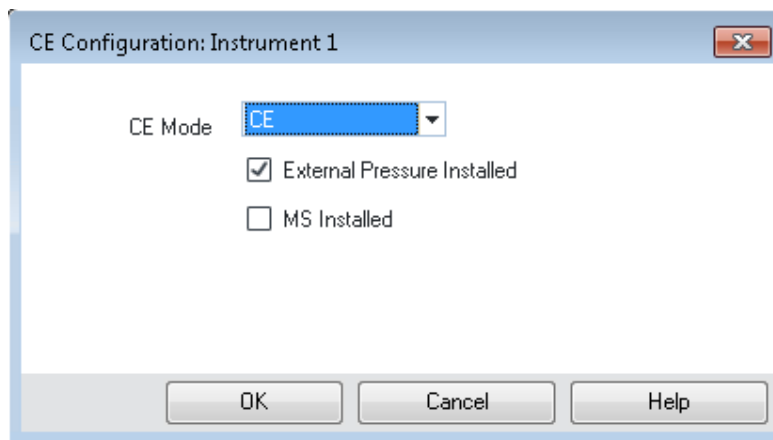 CE Configuration: Instrument 1
CE Mode CE
External Pressure Installed
MS Installed
OK Cancel Help